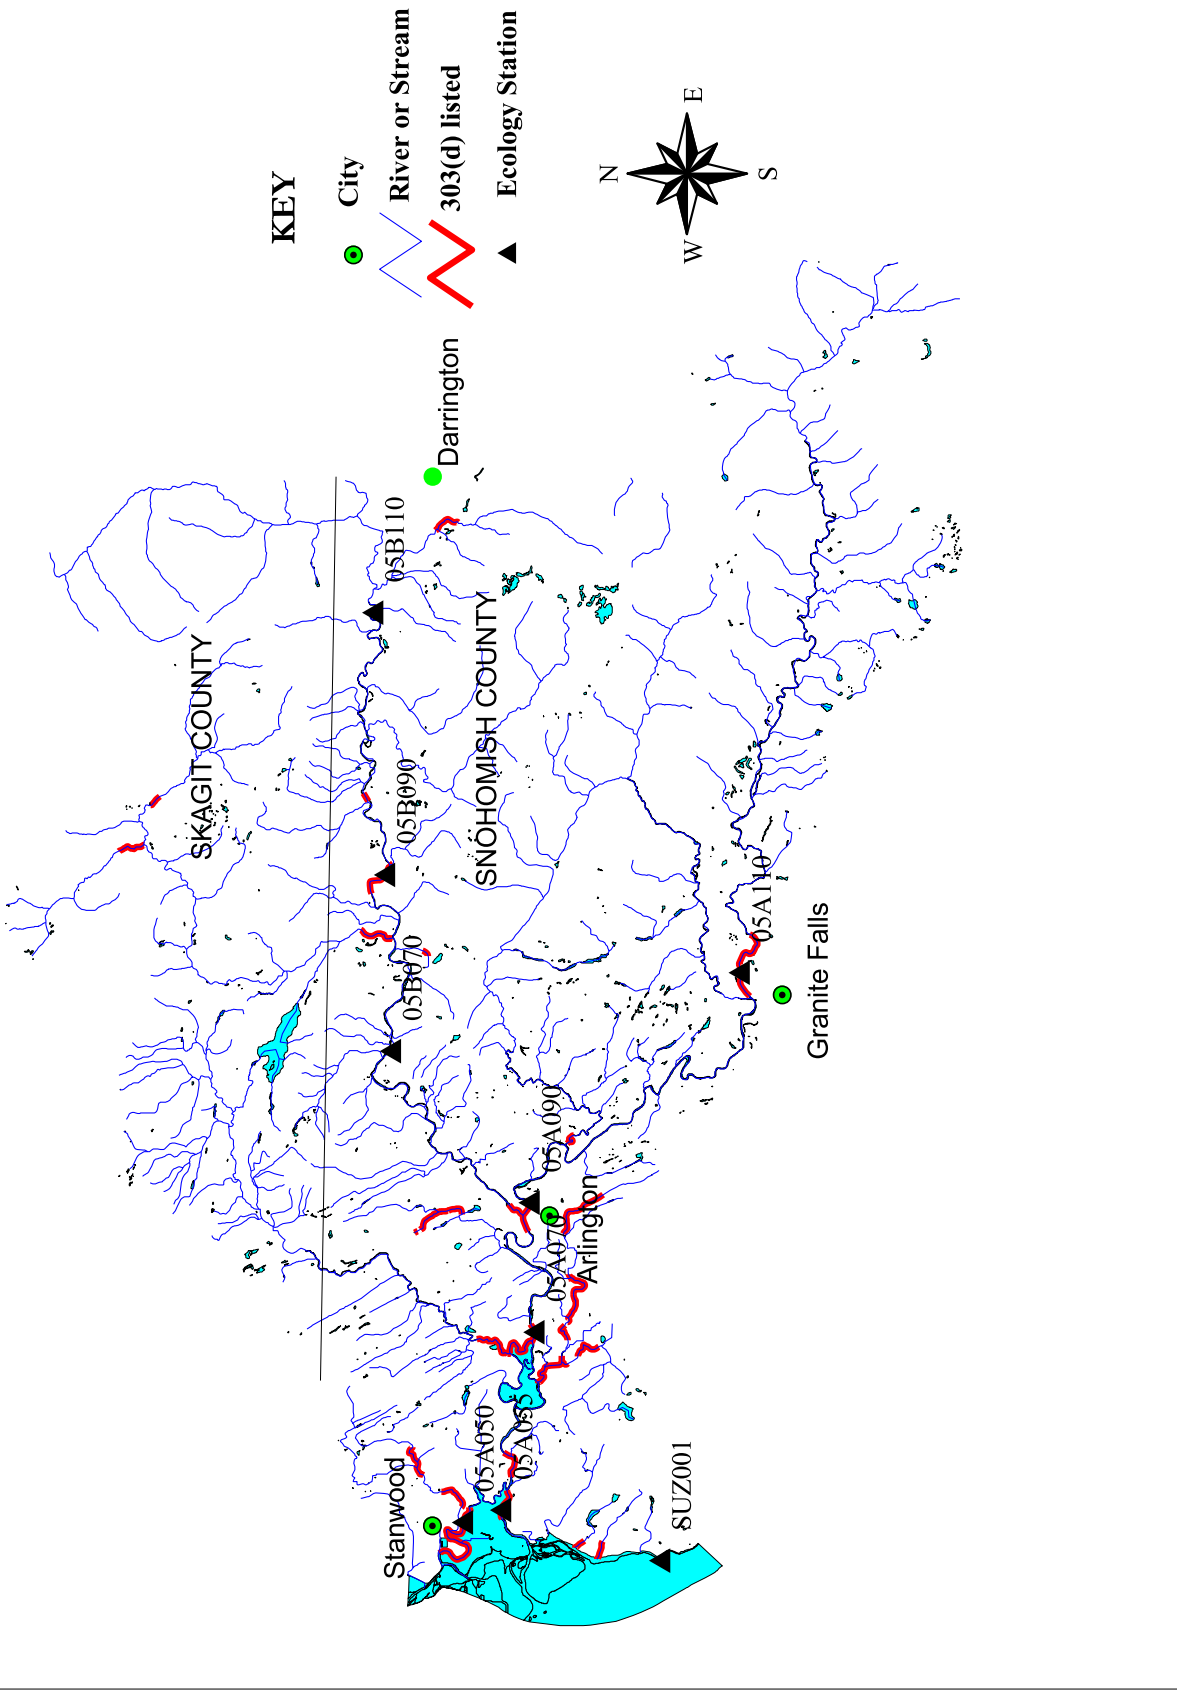 KEY
City
River or Stream
303(d) listed
Ecology Station
N
E
S
W
SKAGIT COUNTY
SNOHOMISH COUNTY
Darrington
05B110
05B090
05B070
05A110
Granite Falls
05A090
Arlington
05A070
05A055
05A050
Stanwood
SUZ001